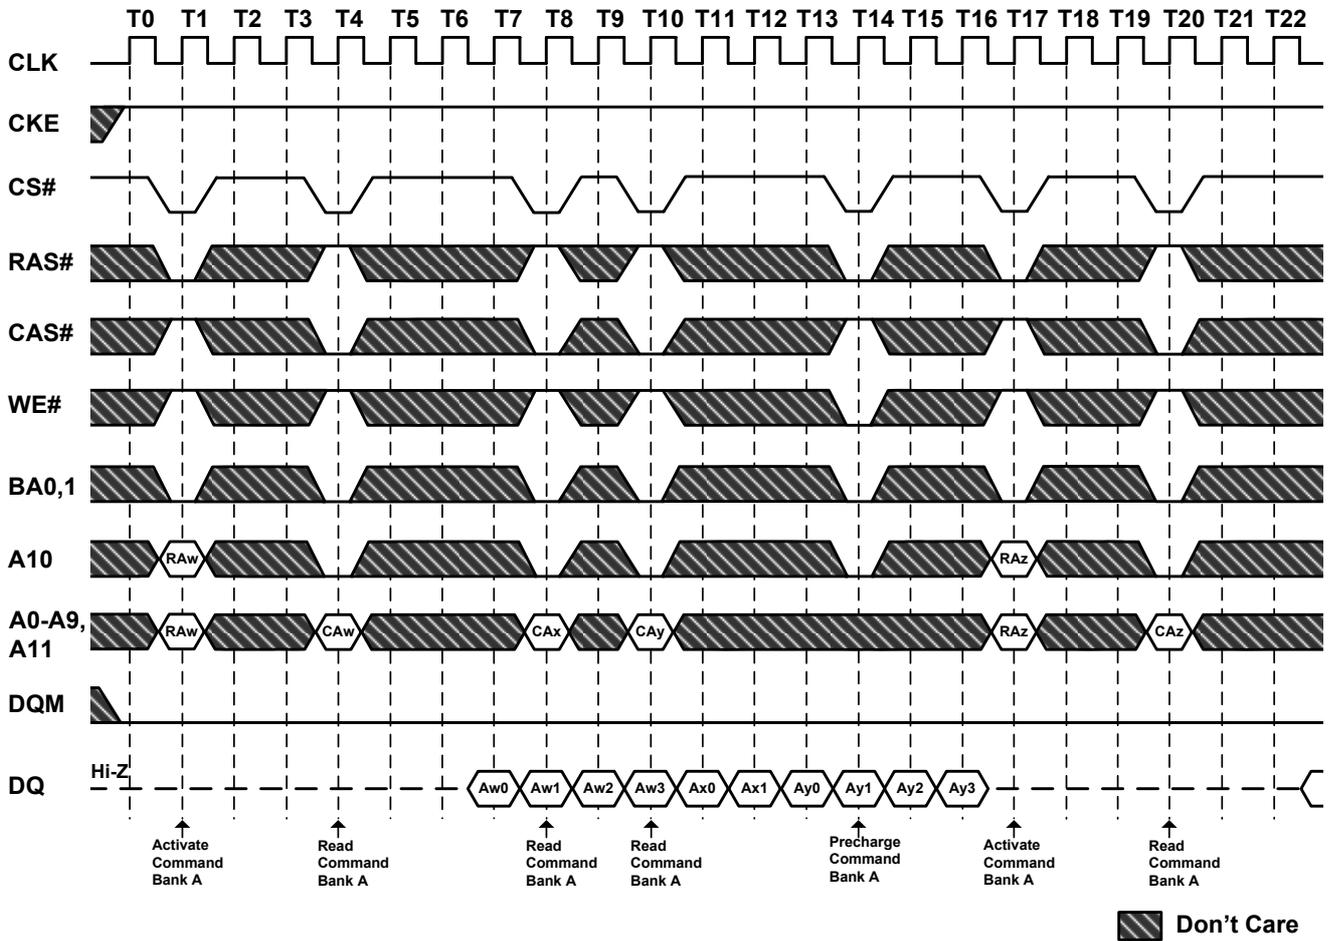 T0 T1 T2 T3 T4 T5 T6 T7 T8 T9 T10 T11 T12 T13 T14 T15 T16 T17 T18 T19 T20 T21 T22
CLK
CKE
CS#
RAS#
CAS#
WE#
BA0,1
A10
RAw RAz
A0-A9,
A11
RAw CAw CAx CAy RAz CAz
DQM
Hi-Z
DQ
Aw0 Aw1 Aw2 Aw3 Ax0 Ax1 Ay0 Ay1 Ay2 Ay3
Activate
Command
Bank A
Read
Command
Bank A
Read
Command
Bank A
Read
Command
Bank A
Precharge
Command
Bank A
Activate
Command
Bank A
Read
Command
Bank A
Don't Care